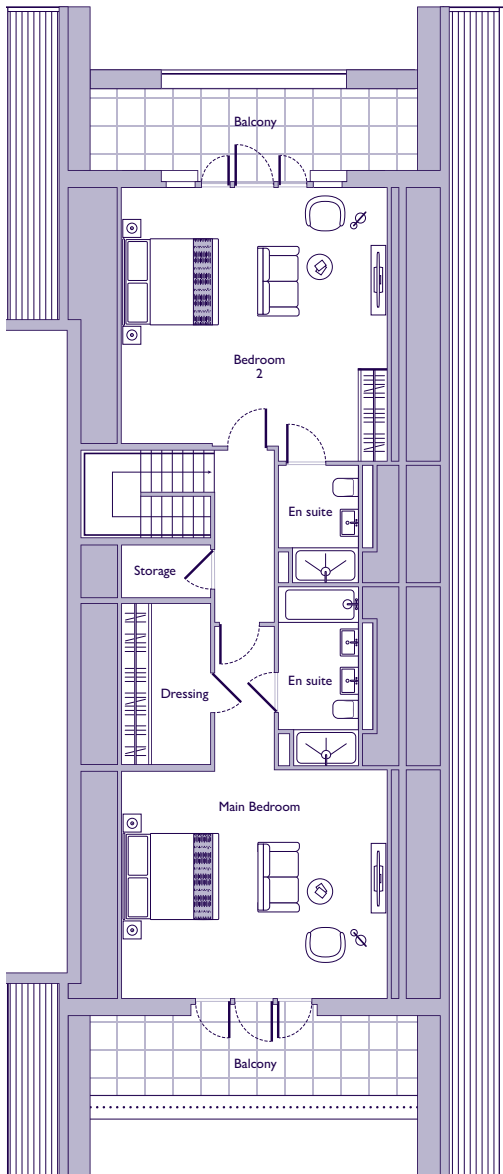 Balcony
Bedroom
2
En suite
Storage
En suite
Dressing
Main Bedroom
Balcony